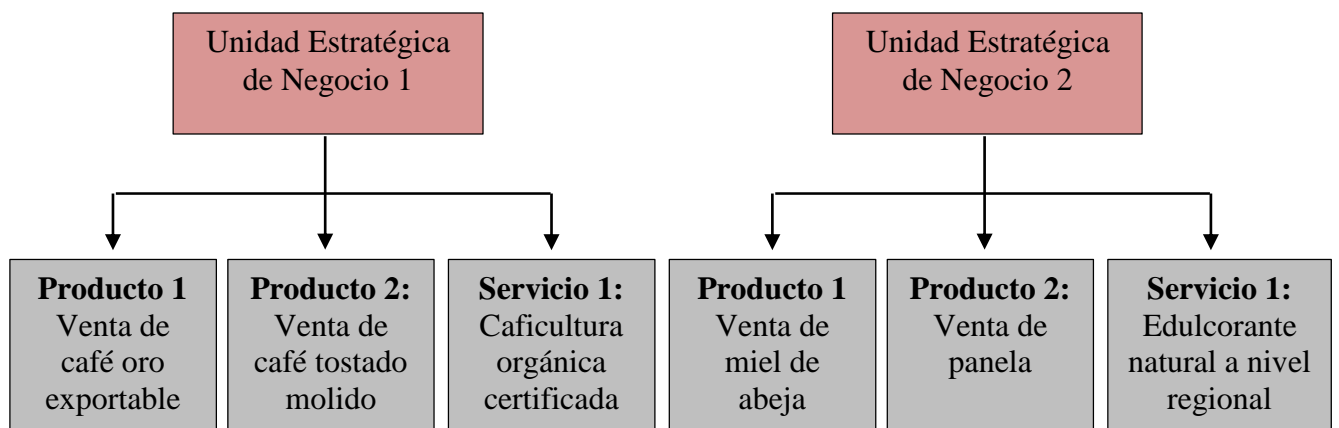 Unidad Estratégica
de Negocio 1
Unidad Estratégica
de Negocio 2
Producto 1
Venta de
café oro
exportable
Producto 2:
Venta de
café tostado
molido
Servicio 1:
Caficultura
orgánica
certificada
Producto 1
Venta de
miel de
abeja
Producto 2:
Venta de
panela
Servicio 1:
Edulcorante
natural a nivel
regional